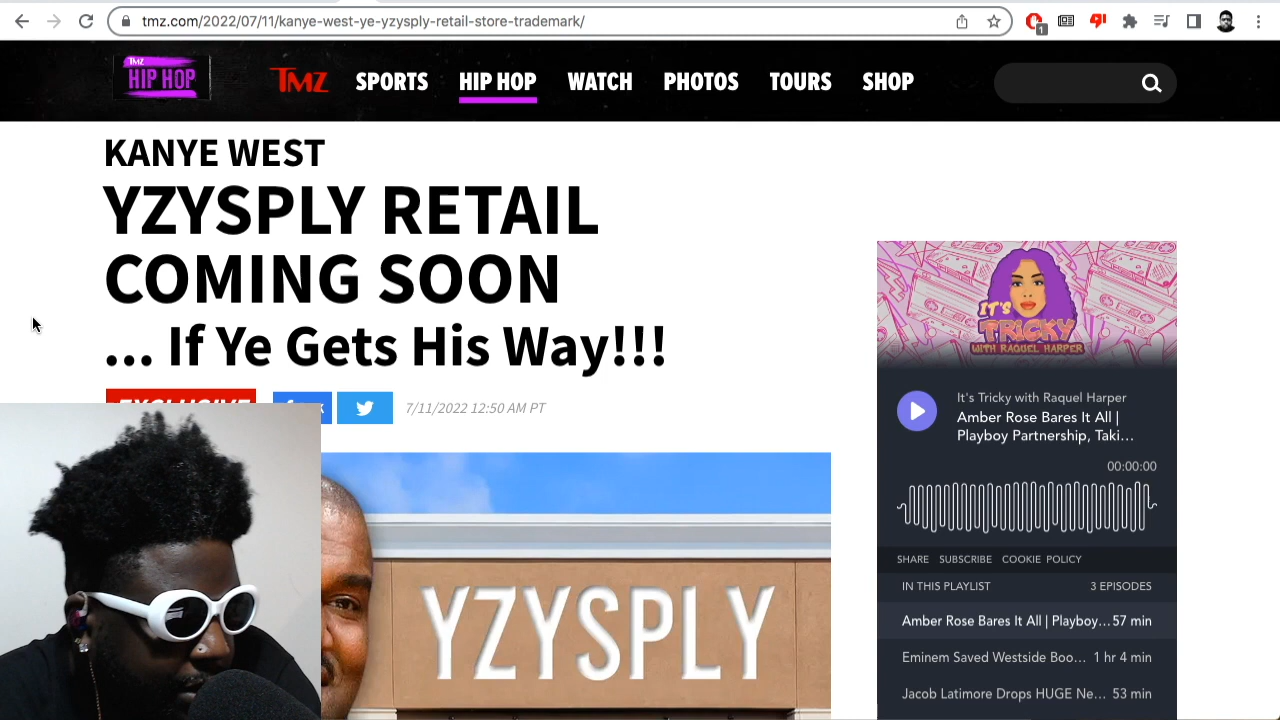 tmz.com/2022/07/11/kanye-west-ye-yzysply-retail-store-trademark/
1
TMZ
HIP HOP
TMZ SPORTS HIP HOP WATCH PHOTOS TOURS SHOP
KANYE WEST
YZYSPLY RETAIL
COMING SOON
... If Ye Gets His Way!!!
EXCLUSIVE
7/11/2022 12:50 AM PT
YZYSPLY
IT'S
TRICKY
WITH RAQUEL HARPER
It's Tricky with Raquel Harper
Amber Rose Bares It All |
Playboy Partnership, Taki...
00:00:00
SHARE SUBSCRIBE COOKIE POLICY
IN THIS PLAYLIST 3 EPISODES
Amber Rose Bares It All | Playboy... 57 min
Eminem Saved Westside Boo... 1 hr 4 min
Jacob Latimore Drops HUGE Ne... 53 min